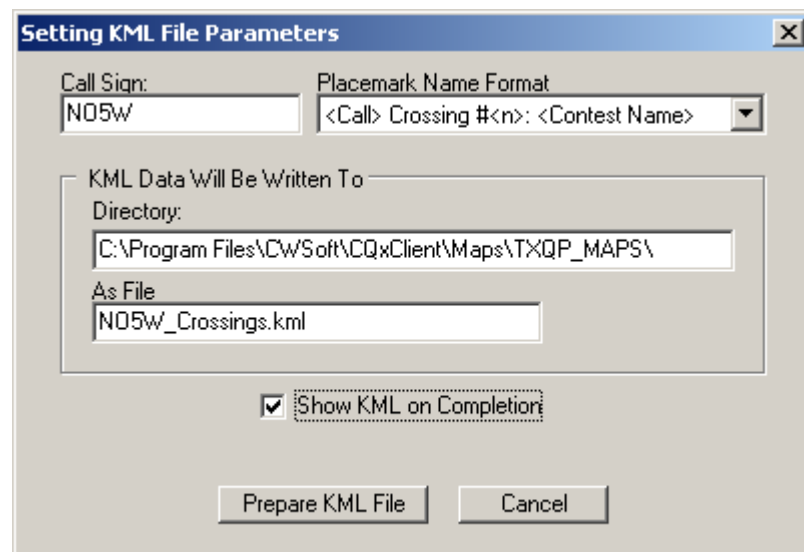 Setting KML File Parameters
Call Sign: Placemark Name Format
NO5W <Call> Crossing #<n>: <Contest Name>
KML Data Will Be Written To
Directory:
C:\Program Files\CWSoft\CQxClient\Maps\TXQP_MAPS\
As File
NO5W_Crossings.kml
Show KML on Completion
Prepare KML File Cancel